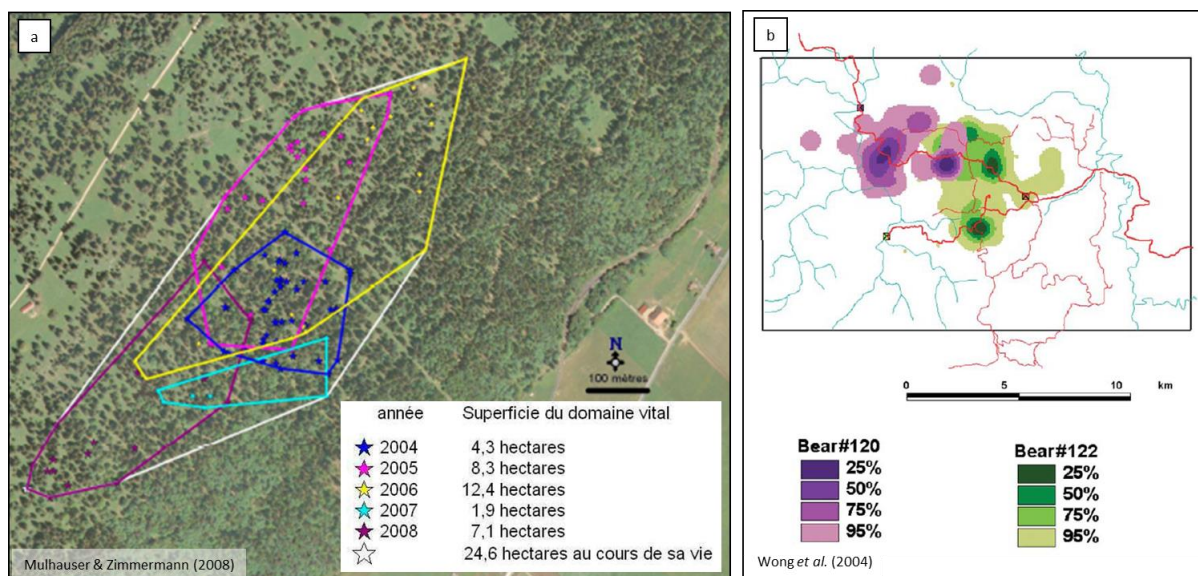 a
N
100 mètres
année Superficie du domaine vital
2004 4,3 hectares
2005 8,3 hectares
2006 12,4 hectares
2007 1,9 hectares
2008 7,1 hectares
24,6 hectares au cours de sa vie
Mulhauser & Zimmermann (2008)
b
0 5 10 km
Bear#120
25%
50%
75%
95%
Bear#122
25%
50%
75%
95%
Wong et al. (2004)